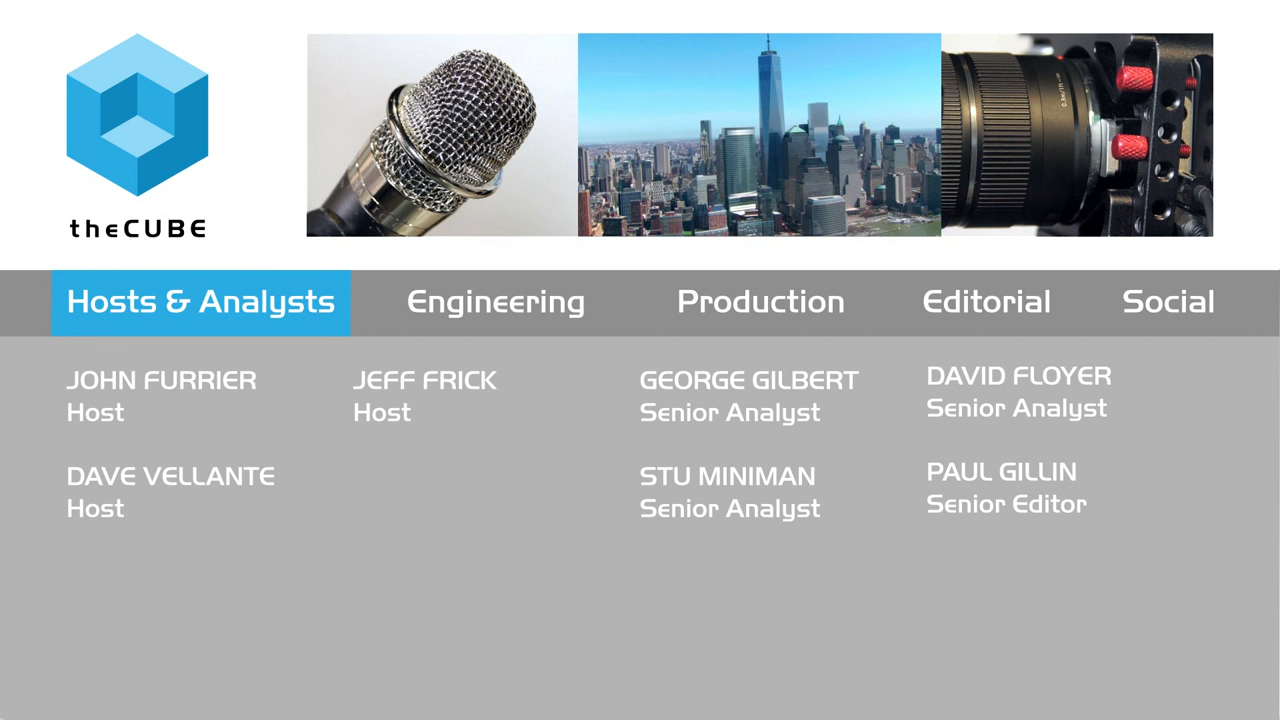 theCUBE
Hosts & Analysts Engineering Production Editorial Social
JOHN FURRIER
Host
JEFF FRICK
Host
GEORGE GILBERT
Senior Analyst
DAVID FLOYER
Senior Analyst
DAVE VELLANTE
Host
STU MINIMAN
Senior Analyst
PAUL GILLIN
Senior Editor